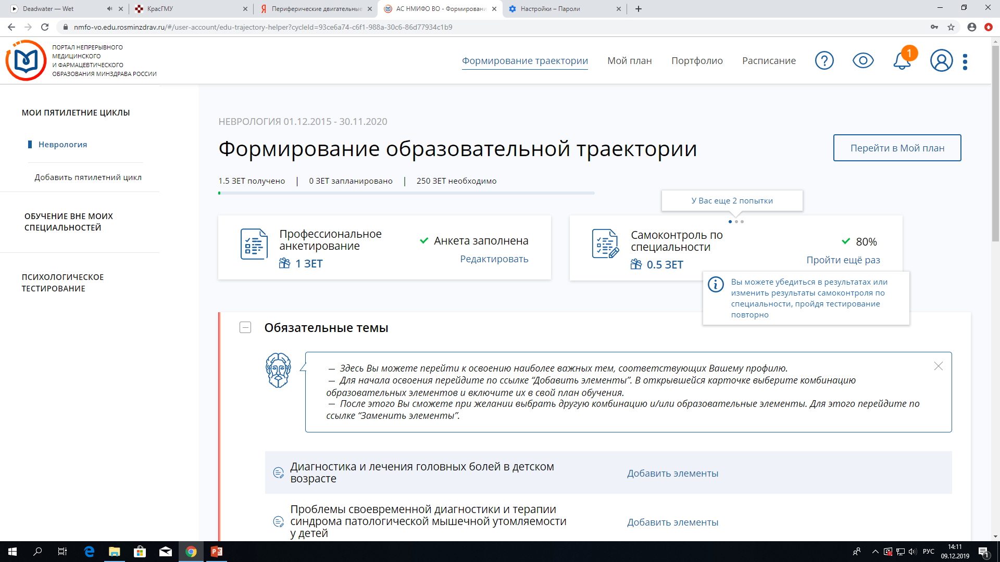 Deadwater — Wet
КрасГМУ
Периферические двигательные
АС НМИФО ВО - Формировани
Настройки – Пароли
nmfo-vo.edu.rosminzdrav.ru/#/user-account/edu-trajectory-helper?cycleId=93ce6a74-c6f1-988a-30c6-86d77934c1b9
ПОРТАЛ НЕПРЕРЫВНОГО
МЕДИЦИНСКОГО
И ФАРМАЦЕВТИЧЕСКОГО
ОБРАЗОВАНИЯ МИНЗДРАВА РОССИИ
Формирование траектории
Мой план
Портфолио
Расписание
?
1
МОИ ПЯТИЛЕТНИЕ ЦИКЛЫ
Неврология
Добавить пятилетний цикл
ОБУЧЕНИЕ ВНЕ МОИХ
СПЕЦИАЛЬНОСТЕЙ
ПСИХОЛОГИЧЕСКОЕ
ТЕСТИРОВАНИЕ
НЕВРОЛОГИЯ 01.12.2015 - 30.11.2020
Формирование образовательной траектории
Перейти в Мой план
1.5 ЗЕТ получено | 0 ЗЕТ запланировано | 250 ЗЕТ необходимо
У Вас еще 2 попытки
Профессиональное
анкетирование
1 ЗЕТ
Анкета заполнена
Редактировать
Самоконтроль по
специальности
0.5 ЗЕТ
80%
Пройти ещё раз
Вы можете убедиться в результатах или
изменить результаты самоконтроля по
специальности, пройдя тестирование
повторно
Обязательные темы
— Здесь Вы можете перейти к освоению наиболее важных тем, соответствующих Вашему профилю.
— Для начала освоения перейдите по ссылке “Добавить элементы”. В открывшейся карточке выберите комбинацию
образовательных элементов и включите их в свой план обучения.
— После этого Вы сможете при желании выбрать другую комбинацию и/или образовательные элементы. Для этого перейдите по
ссылке “Заменить элементы”.
Диагностика и лечения головных болей в детском
возрасте
Добавить элементы
Проблемы своевременной диагностики и терапии
синдрома патологической мышечной утомляемости
у детей
Добавить элементы
РУС
14:11
09.12.2019
1